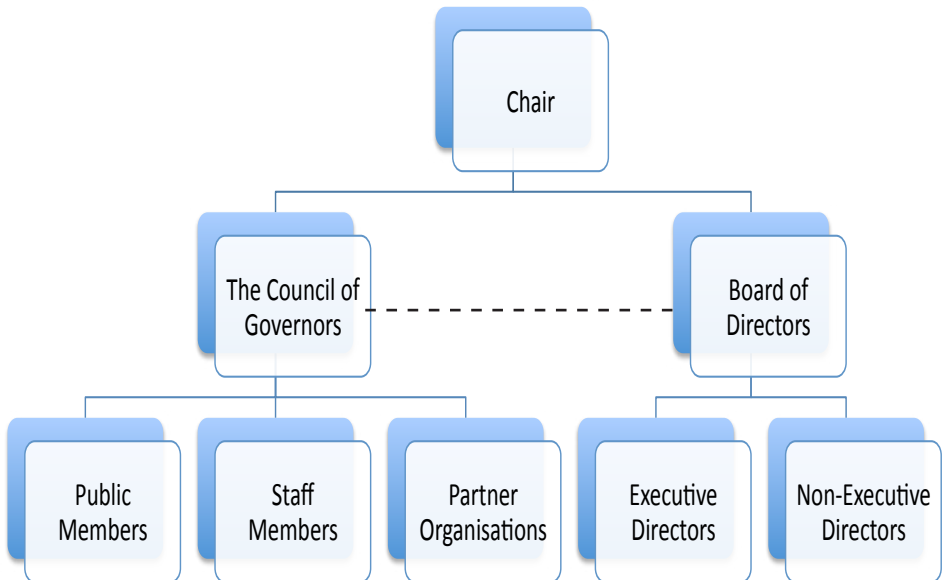 Chair
The Council of
Governors
Board of
Directors
Public
Members
Staff
Members
Partner
Organisations
Executive
Directors
Non-Executive
Directors